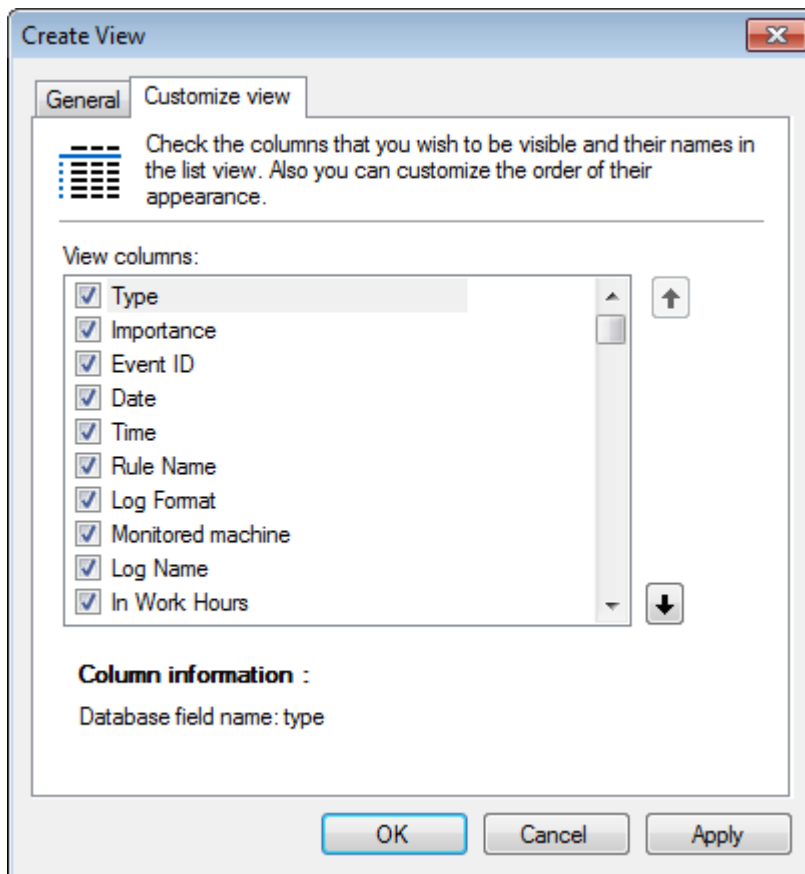 Create View
General
Customize view
Check the columns that you wish to be visible and their names in
the list view. Also you can customize the order of their
appearance.
View columns:
Type
Importance
Event ID
Date
Time
Rule Name
Log Format
Monitored machine
Log Name
In Work Hours
Column information :
Database field name: type
OK
Cancel
Apply